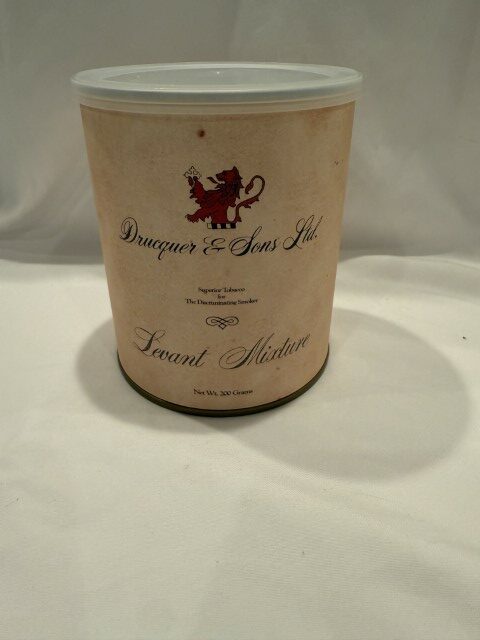 Drucquer & Sons Ltd.
Superior Tobacco
for
The Discriminating Smoker
Levant Mixture
Net Wt. 200 Grams